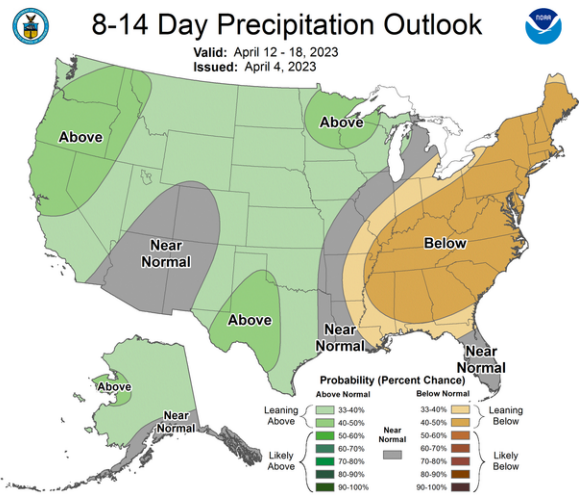 8-14 Day Precipitation Outlook
Valid: April 12 - 18, 2023
Issued: April 4, 2023
NOAA
Above
Above
Near
Normal
Below
Above
Near
Normal
Near
Normal
Above
Near
Normal
Probability (Percent Chance)
Above Normal
Below Normal
Leaning
Above
33-40%
40-50%
Likely
Above
50-60%
60-70%
70-80%
80-90%
90-100%
Near
Normal
33-40%
40-50%
Leaning
Below
50-60%
60-70%
70-80%
80-90%
90-100%
Likely
Below